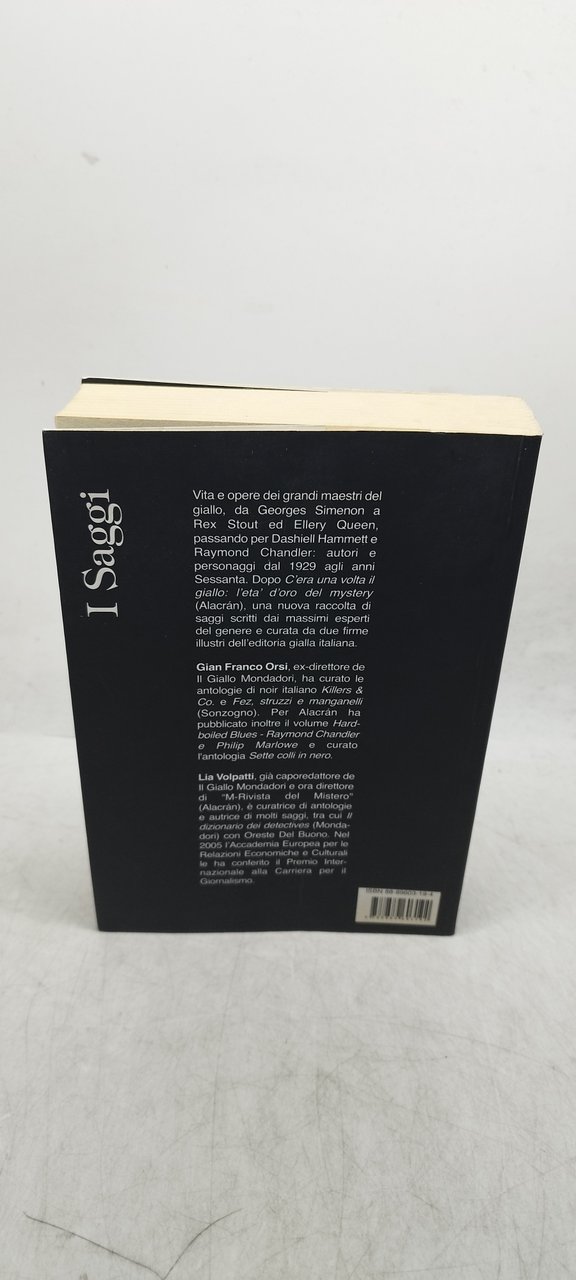 I Saggi
Vita e opere dei grandi maestri del
giallo, da Georges Simenon a
Rex Stout ed Ellery Queen,
passando per Dashiell Hammett e
Raymond Chandler: autori e
personaggi dal 1929 agli anni
Sessanta. Dopo C'era una volta il
giallo: l'eta' d'oro del mystery
(Alacrán), una nuova raccolta di
saggi scritti dai massimi esperti
del genere e curata da due firme
illustri dell'editoria gialla italiana.
Gian Franco Orsi, ex-direttore de
Il Giallo Mondadori, ha curato le
antologie di noir italiano Killers &
Co. e Fez, struzzi e manganelli
(Sonzogno). Per Alacrán ha
pubblicato inoltre il volume Hard-
boiled Blues - Raymond Chandler
e Philip Marlowe e curato
l'antologia Sette colli in nero.
Lia Volpatti, già caporedattore de
Il Giallo Mondadori e ora direttore
di "M-Rivista del Mistero"
(Alacrán), è curatrice di antologie
e autrice di molti saggi, tra cui Il
dizionario dei detectives (Monda-
dori) con Oreste Del Buono. Nel
2005 l'Accademia Europea per le
Relazioni Economiche e Culturali
le ha conferito il Premio Inter-
nazionale alla Carriera per il
Giornalismo.
ISBN